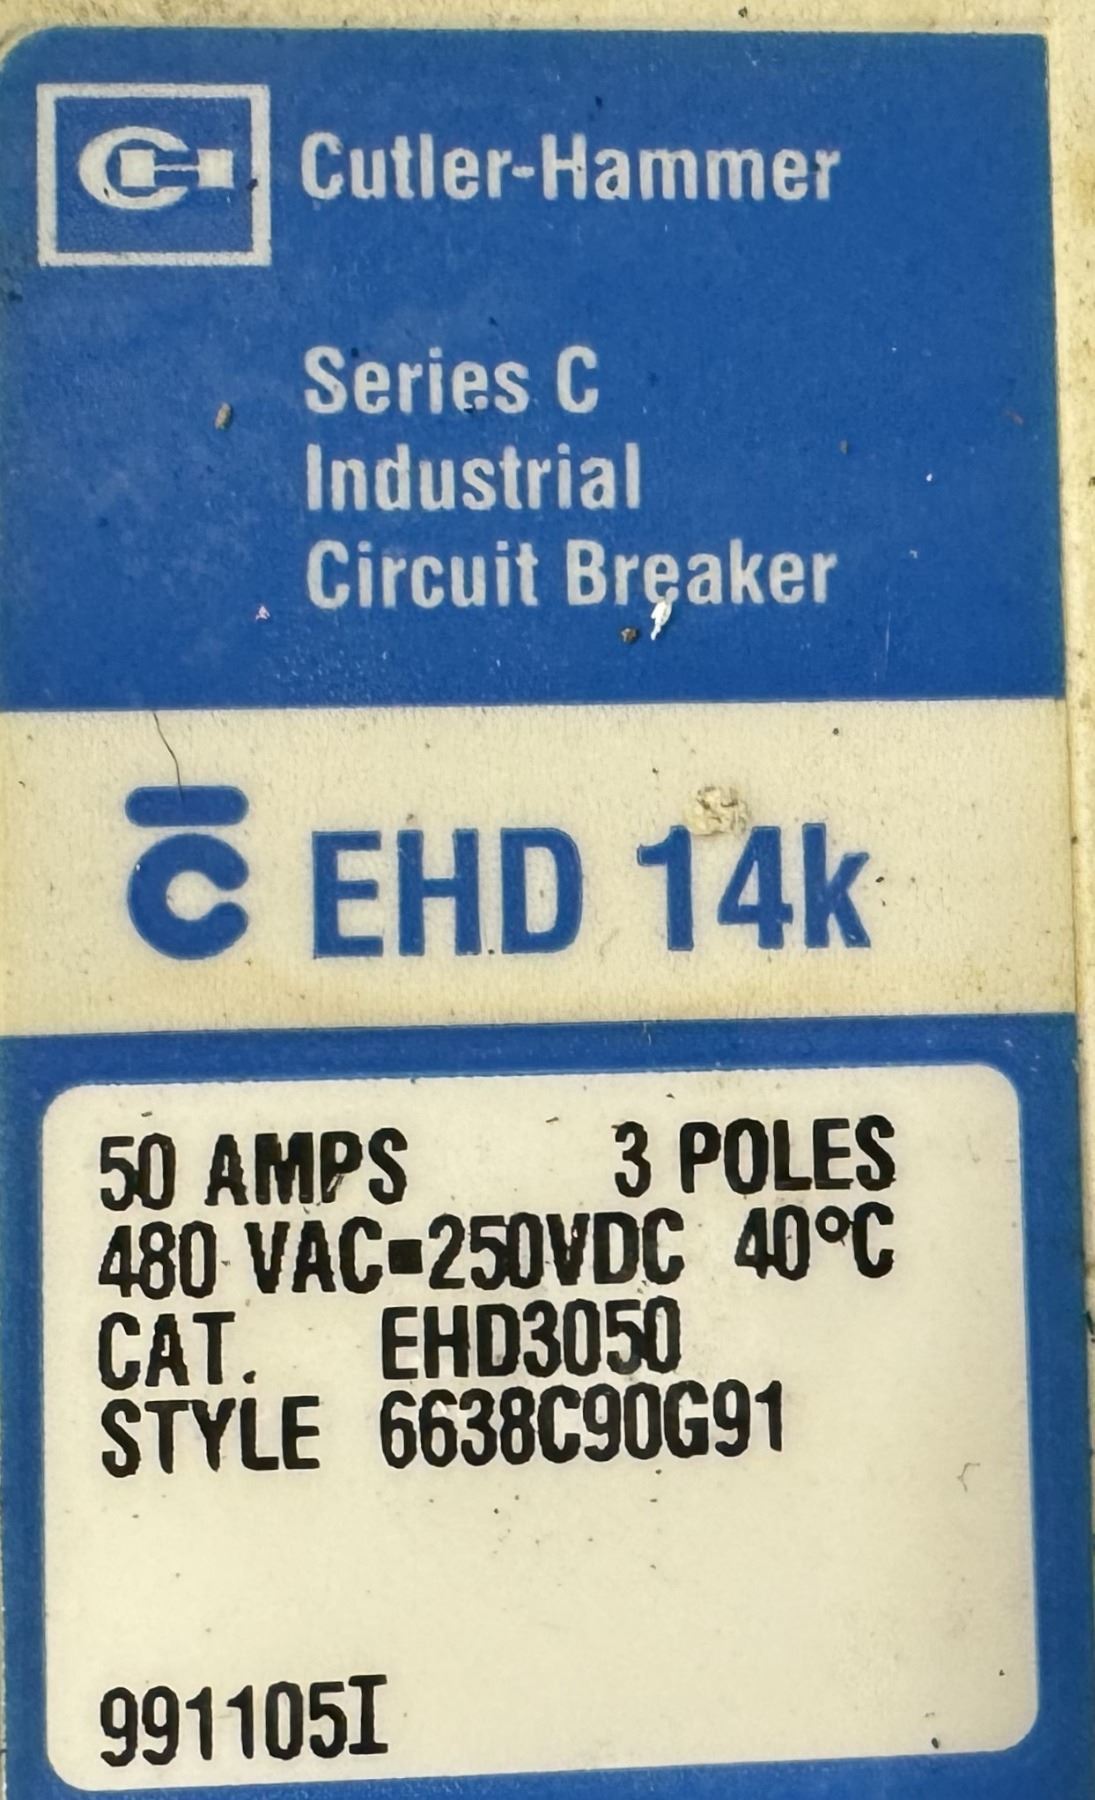 CH Cutler-Hammer
Series C
Industrial
Circuit Breaker
C EHD 14k
50 AMPS 3 POLES
480 VAC▪250VDC 40°C
CAT. EHD3050
STYLE 6638C90G91
991105I